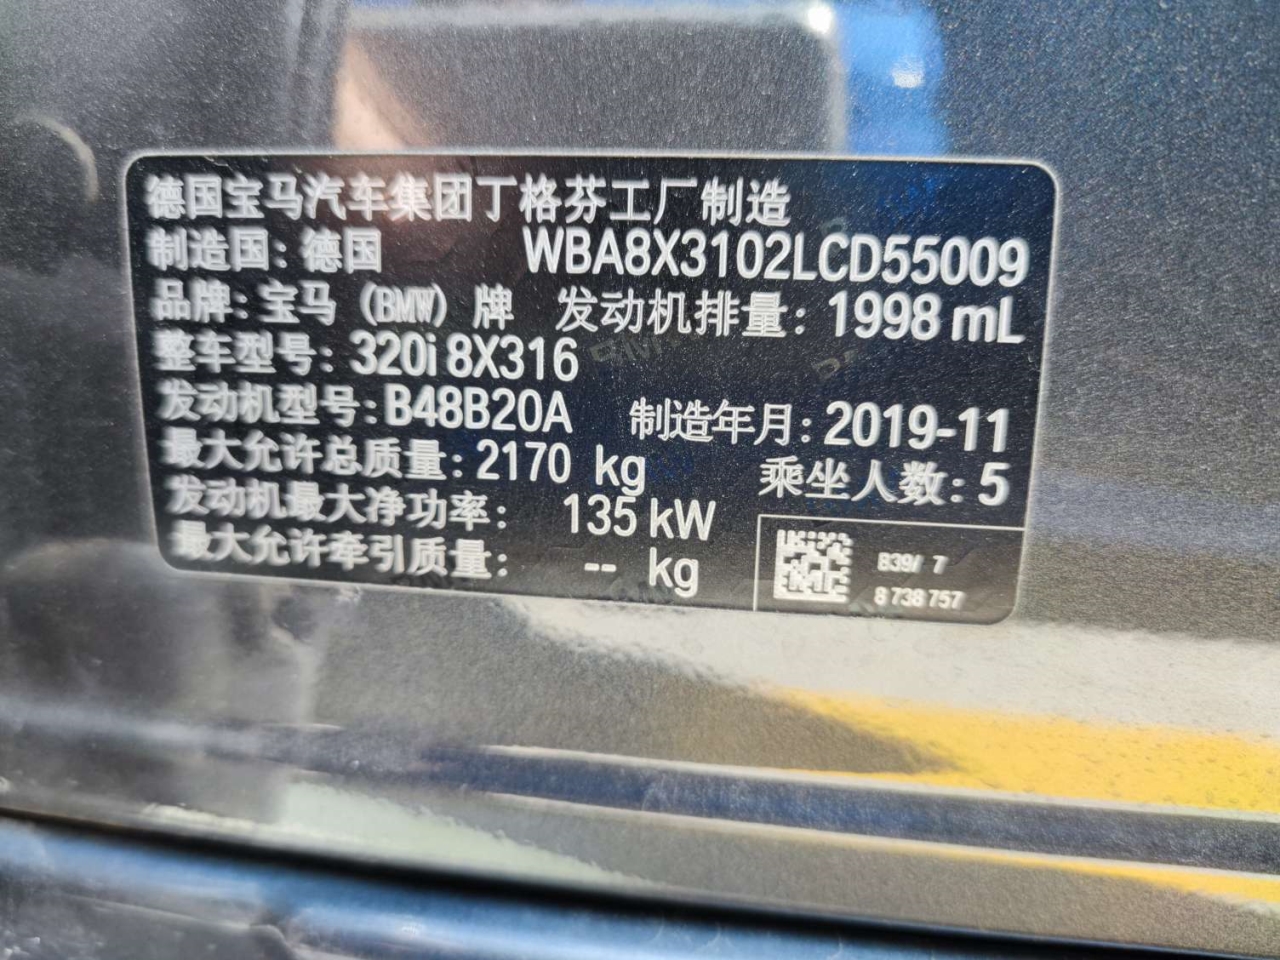 德国宝马汽车集团丁格芬工厂制造
制造国：德国 WBA8X3102LCD55009
品牌：宝马（BMW）牌 发动机排量：1998 mL
整车型号：320i 8X316
发动机型号：B48B20A 制造年月：2019-11
最大允许总质量：2170 kg 乘坐人数：5
发动机最大净功率： 135 kW
最大允许牵引质量： -- kg
B39/ 7
8 738 757